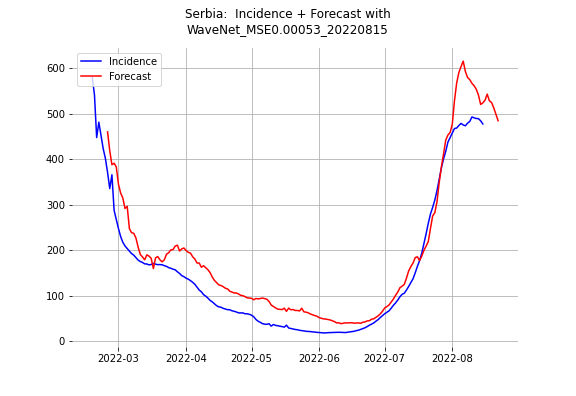 Serbia:  Incidence + Forecast with
WaveNet_MSE0.00053_20220815
Incidence
Forecast
600
500
400
300
200
100
0
2022-03 2022-04 2022-05 2022-06 2022-07 2022-08